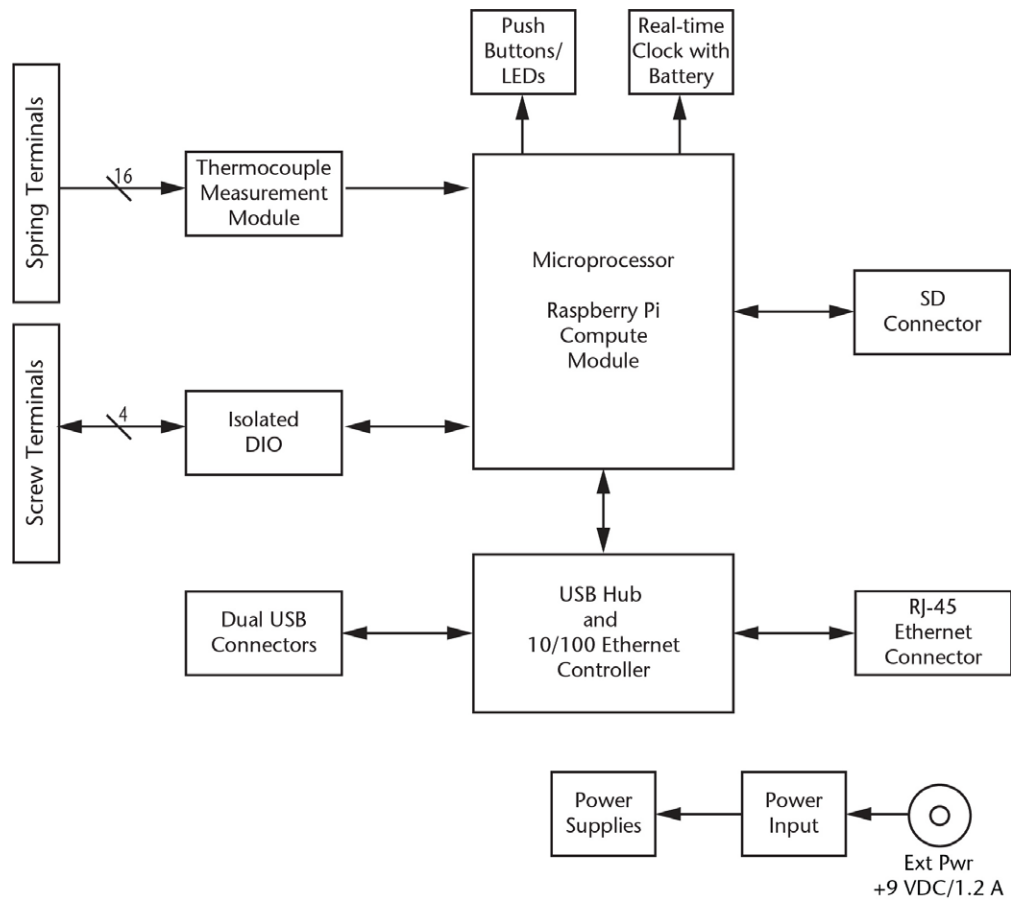 Push
Buttons/
LEDs
Real-time
Clock with
Battery
Spring Terminals
16
Thermocouple
Measurement
Module
Microprocessor
Raspberry Pi
Compute
Module
SD
Connector
Screw Terminals
4
Isolated
DIO
Dual USB
Connectors
USB Hub
and
10/100 Ethernet
Controller
RJ-45
Ethernet
Connector
Power
Supplies
Power
Input
Ext Pwr
+9 VDC/1.2 A